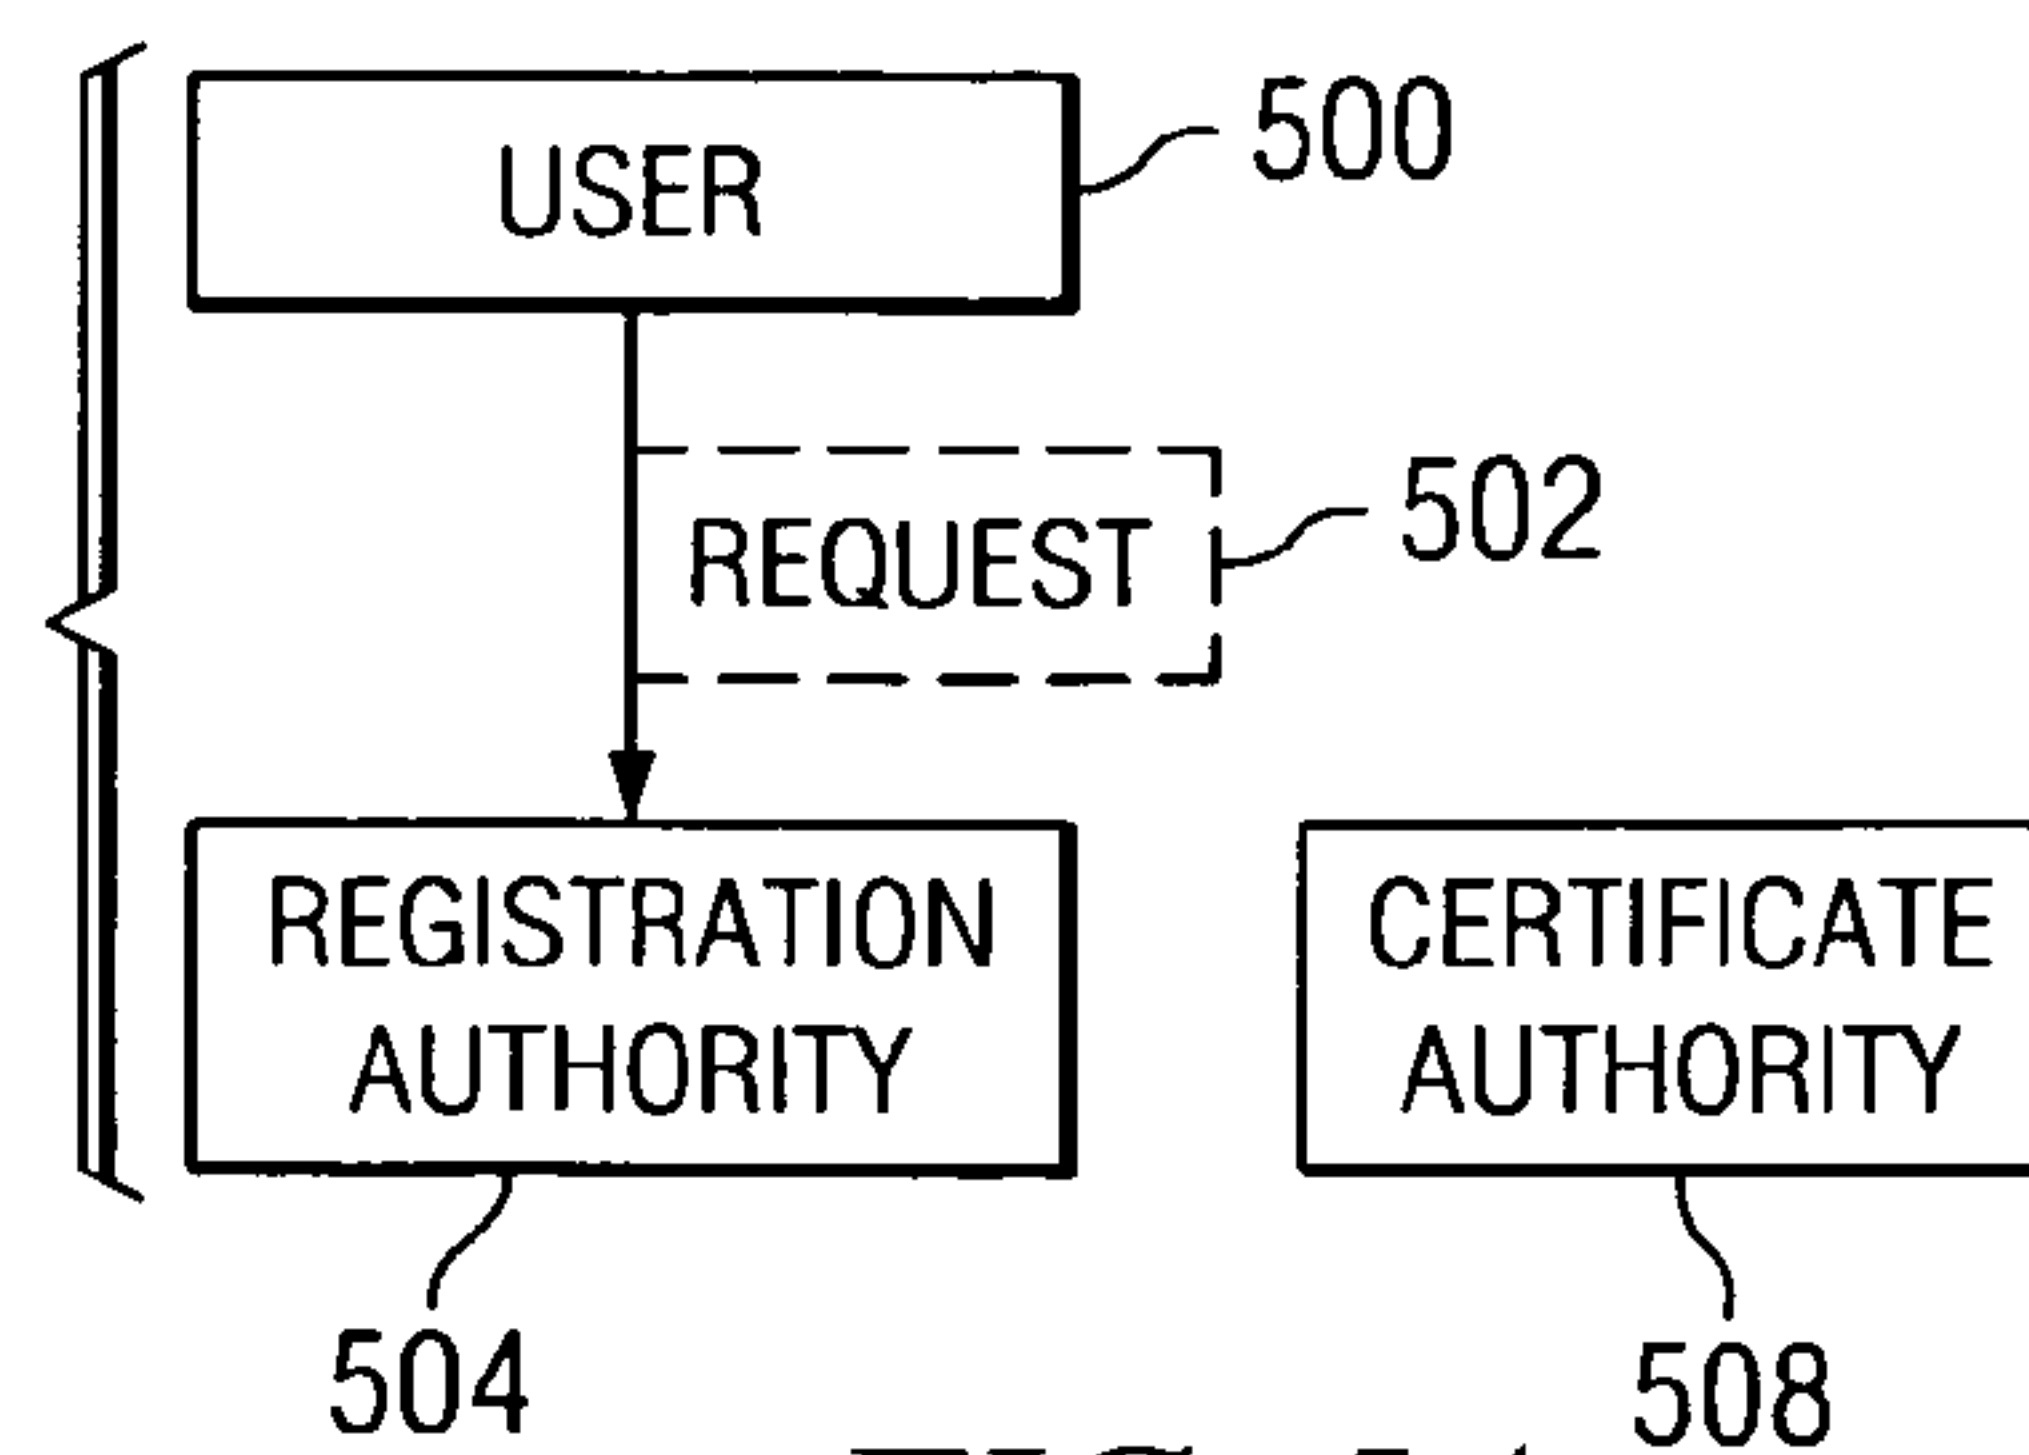 USER
500
REQUEST
502
REGISTRATION
AUTHORITY
CERTIFICATE
AUTHORITY
504
508